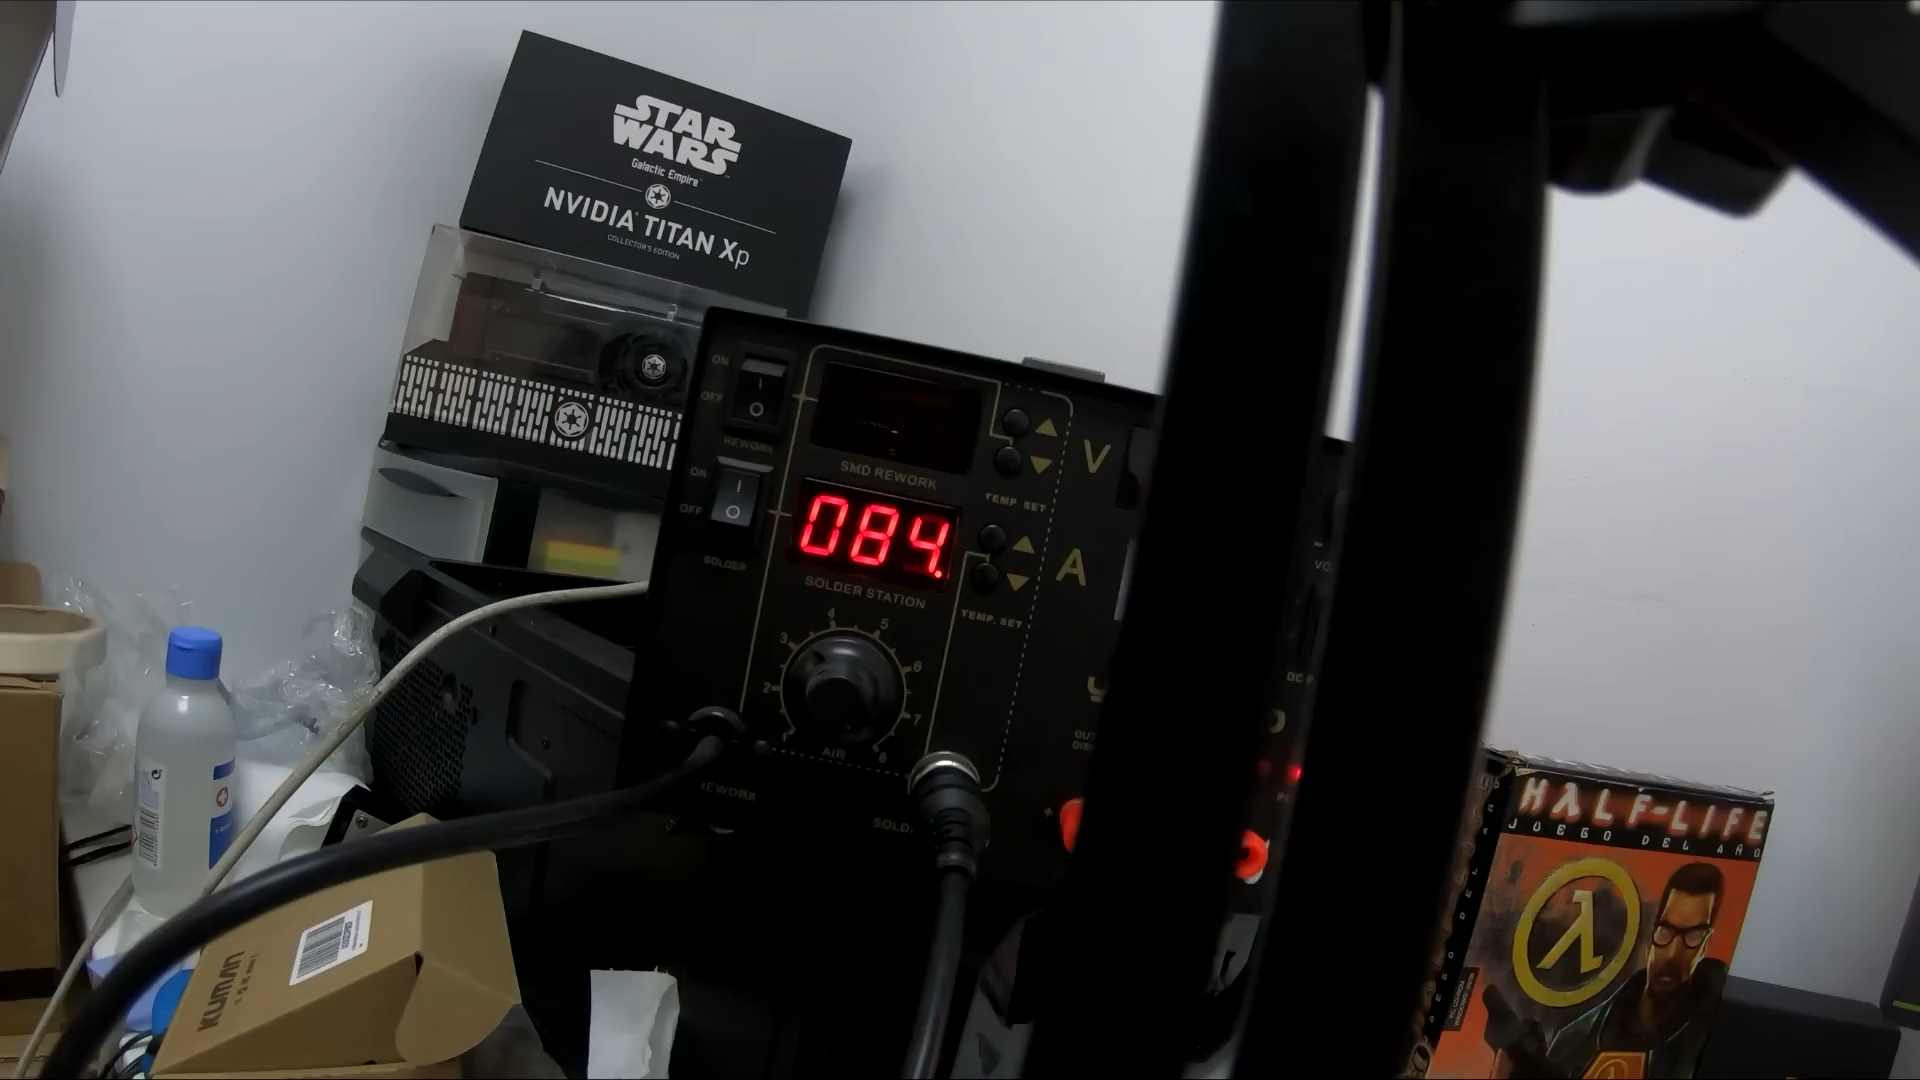 STAR
WARS
Galactic Empire
NVIDIA TITAN Xp
COLLECTOR'S EDITION
ON
OFF
REWORK
ON
OFF
SOLDER
SMD REWORK
TEMP. SET
V
084.
SOLDER STATION
TEMP. SET
A
1
2
3
4
5
6
7
8
AIR
KUMAN
HALF-LIFE
JUEGO DEL AÑO
λ